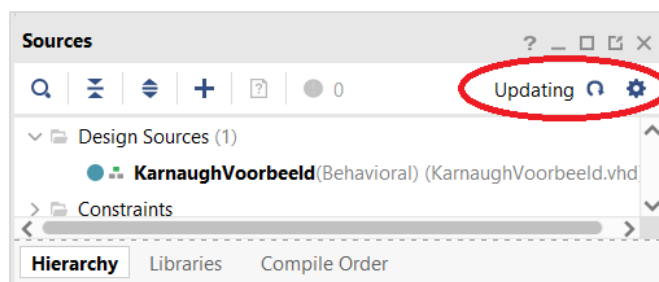 Sources ?
? 0 Updating
Design Sources (1)
KarnaughVoorbeeld(Behavioral) (KarnaughVoorbeeld.vhd)
Constraints
Hierarchy Libraries Compile Order